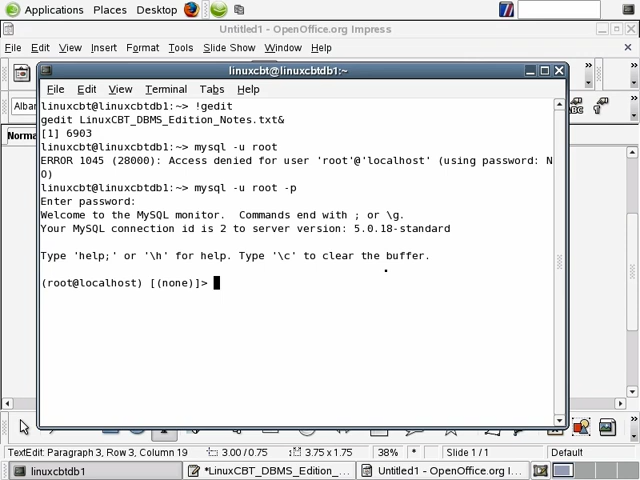 Applications Places Desktop
Untitled1 - OpenOffice.org Impress
File Edit View Insert Format Tools Slide Show Window Help
linuxcbt@linuxcbtdb1:~
File Edit View Terminal Tabs Help
Albar
Norma
linuxcbt@linuxcbtdb1:~> !gedit
gedit LinuxCBT_DBMS_Edition_Notes.txt&
[1] 6903
linuxcbt@linuxcbtdb1:~> mysql -u root
ERROR 1045 (28000): Access denied for user 'root'@'localhost' (using password: N
O)
linuxcbt@linuxcbtdb1:~> mysql -u root -p
Enter password:
Welcome to the MySQL monitor.  Commands end with ; or \g.
Your MySQL connection id is 2 to server version: 5.0.18-standard
Type 'help;' or '\h' for help. Type '\c' to clear the buffer.
(root@localhost) [(none)]>
TextEdit: Paragraph 3, Row 3, Column 19 3.00 / 0.75 3.75 x 1.75 38% * Slide 1 / 1 Default
linuxcbtdb1 *LinuxCBT_DBMS_Edition_... Untitled1 - OpenOffice.org I...